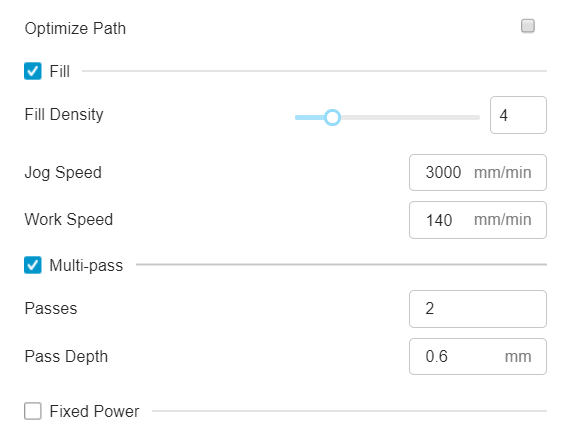 Optimize Path
Fill
Fill Density 4
Jog Speed 3000 mm/min
Work Speed 140 mm/min
Multi-pass
Passes 2
Pass Depth 0.6 mm
Fixed Power